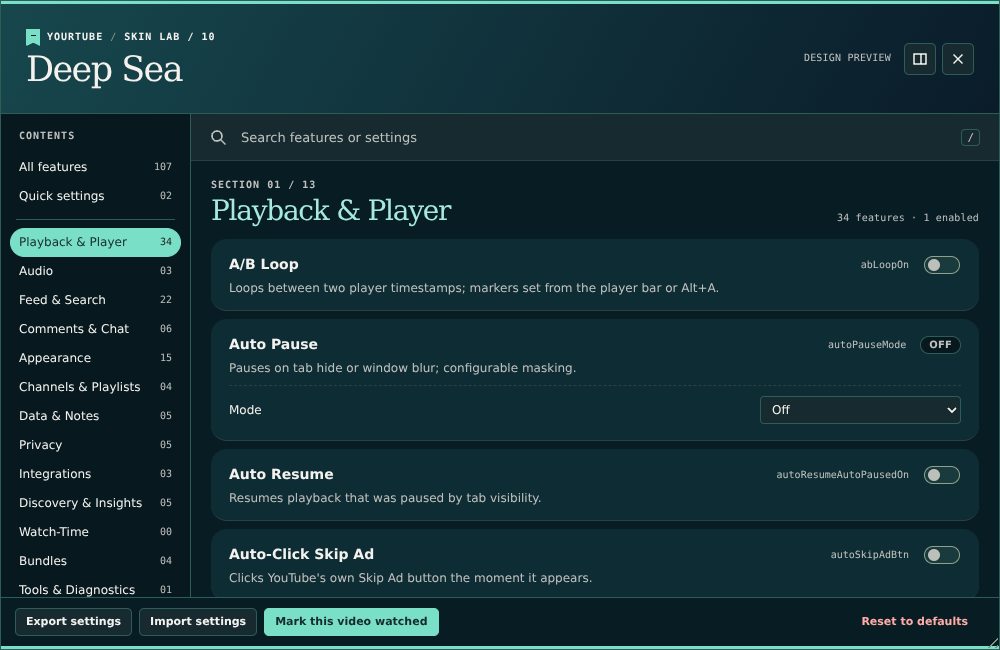 YOURTUBE / SKIN LAB / 10
Deep Sea
DESIGN PREVIEW
CONTENTS
All features 107
Quick settings 02
Playback & Player 34
Audio 03
Feed & Search 22
Comments & Chat 06
Appearance 15
Channels & Playlists 04
Data & Notes 05
Privacy 05
Integrations 03
Discovery & Insights 05
Watch-Time 00
Bundles 04
Tools & Diagnostics 01
Search features or settings /
SECTION 01 / 13
Playback & Player
34 features · 1 enabled
A/B Loop abLoopOn
Loops between two player timestamps; markers set from the player bar or Alt+A.
Auto Pause autoPauseMode OFF
Pauses on tab hide or window blur; configurable masking.
Mode Off
Auto Resume autoResumeAutoPausedOn
Resumes playback that was paused by tab visibility.
Auto-Click Skip Ad autoSkipAdBtn
Clicks YouTube's own Skip Ad button the moment it appears.
Export settings Import settings Mark this video watched Reset to defaults